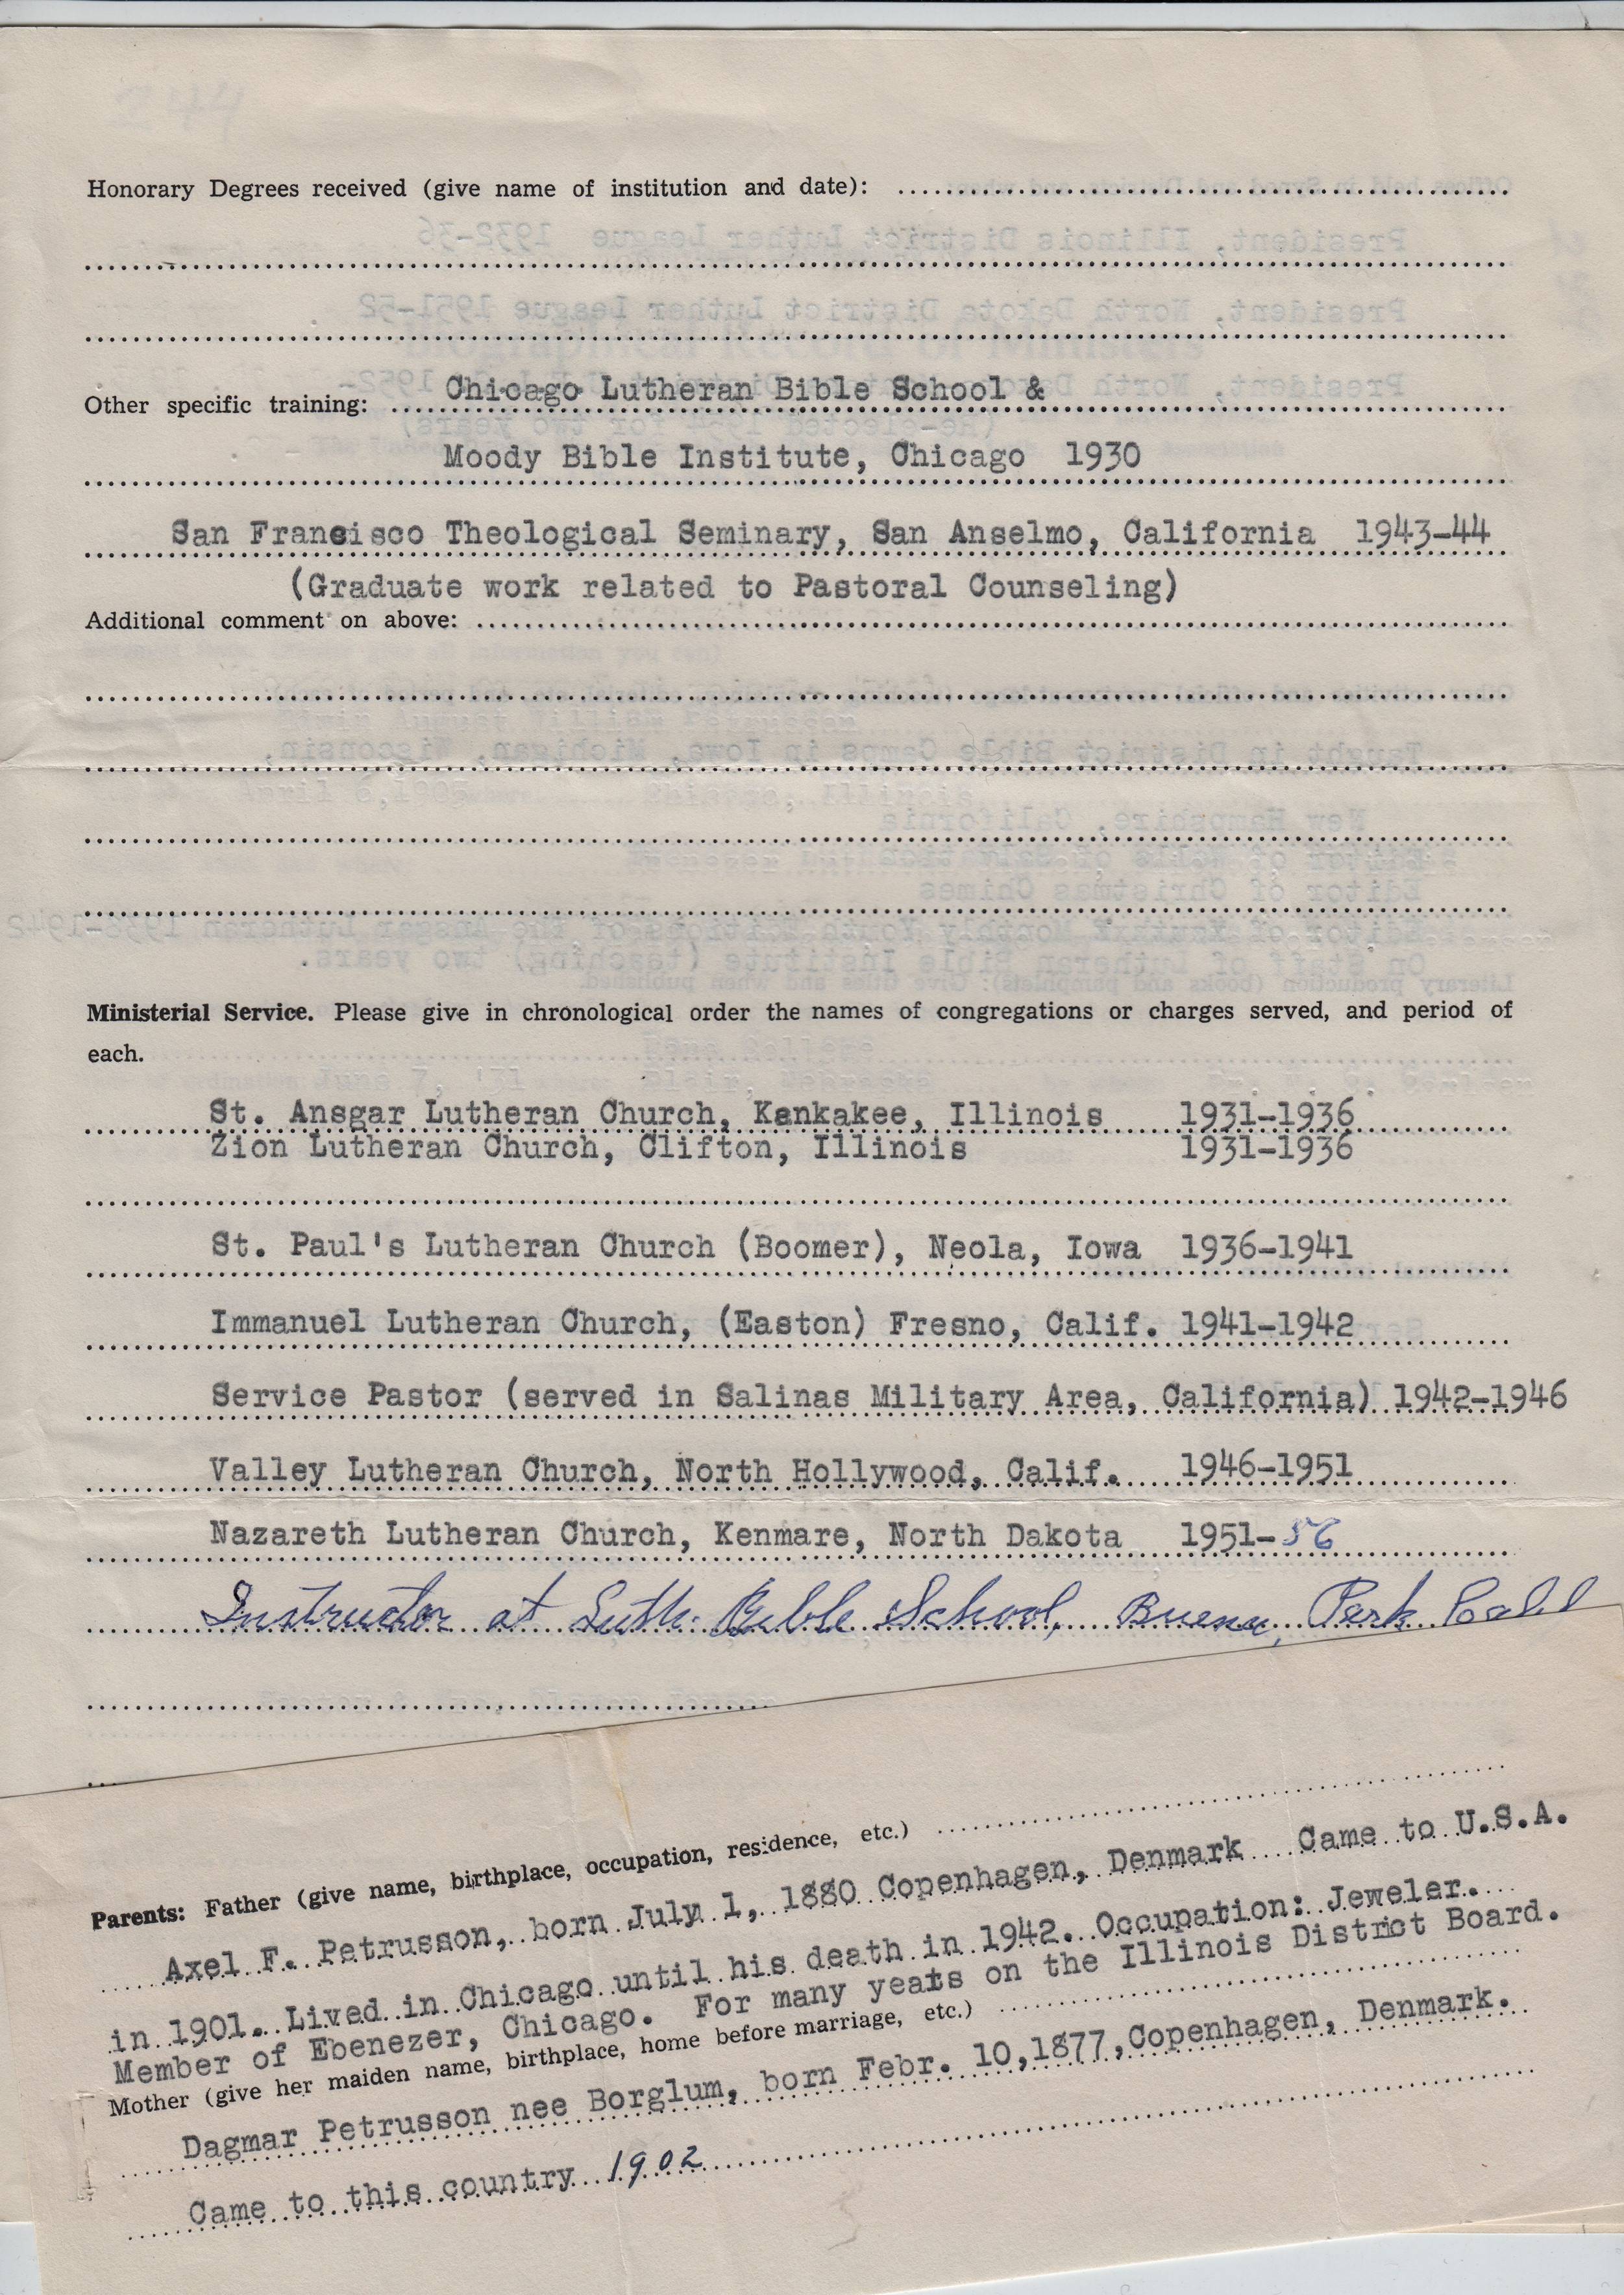 244
Honorary Degrees received (give name of institution and date):
Other specific training: Chicago Lutheran Bible School &
Moody Bible Institute, Chicago 1930
San Francisco Theological Seminary, San Anselmo, California 1943-44
(Graduate work related to Pastoral Counseling)
Additional comment on above:
Ministerial Service. Please give in chronological order the names of congregations or charges served, and period of
each.
St. Ansgar Lutheran Church, Kankakee, Illinois 1931-1936
Zion Lutheran Church, Clifton, Illinois 1931-1936
St. Paul's Lutheran Church (Boomer), Neola, Iowa 1936-1941
Immanuel Lutheran Church, (Easton) Fresno, Calif. 1941-1942
Service Pastor (served in Salinas Military Area, California) 1942-1946
Valley Lutheran Church, North Hollywood, Calif. 1946-1951
Nazareth Lutheran Church, Kenmare, North Dakota 1951-56
Instructor at Luth. Bible School, Buena, Park Calif
Parents: Father (give name, birthplace, occupation, residence, etc.)
Axel F. Petrusson, born July 1, 1880 Copenhagen, Denmark Came to U.S.A.
in 1901. Lived in Chicago until his death in 1942. Occupation: Jeweler.
Member of Ebenezer, Chicago. For many years on the Illinois District Board.
Mother (give her maiden name, birthplace, home before marriage, etc.)
Dagmar Petrusson nee Borglum, born Febr. 10,1877,Copenhagen, Denmark.
Came to this country 1902